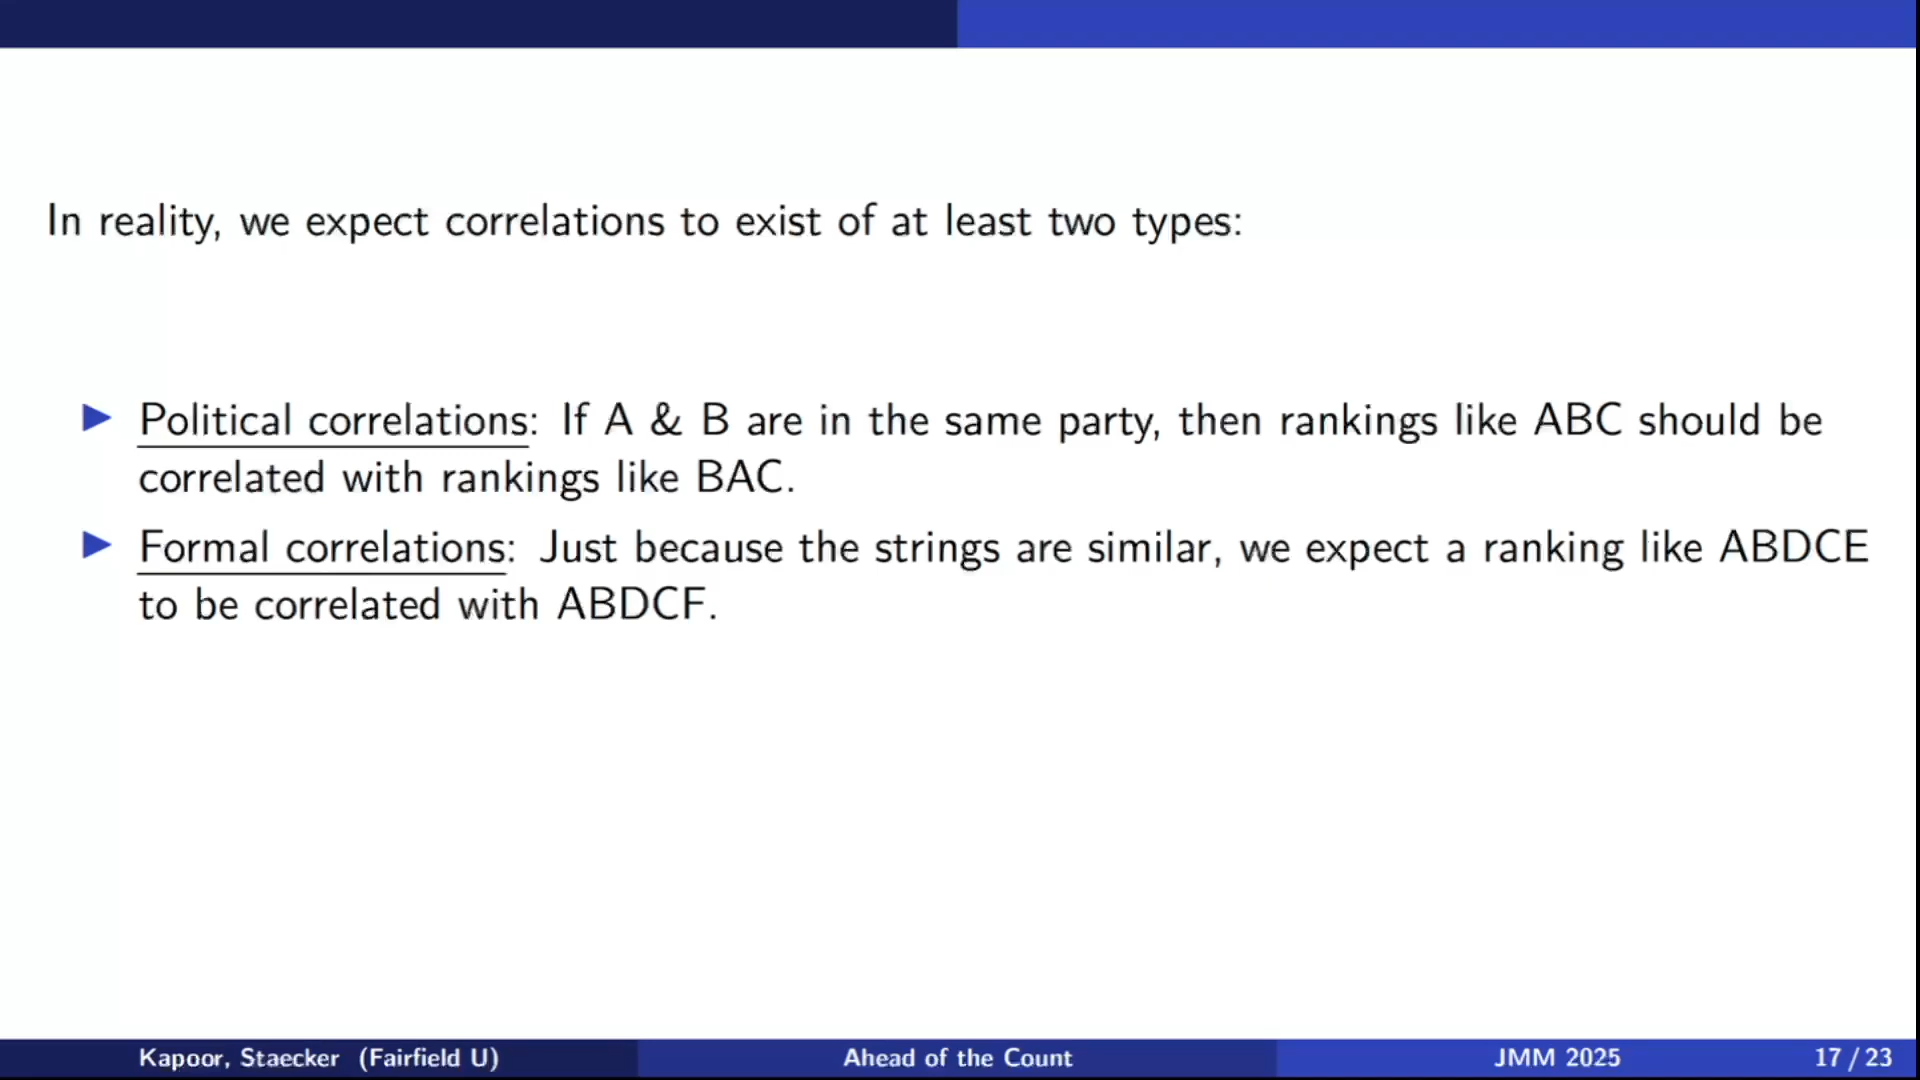 In reality, we expect correlations to exist of at least two types:
Political correlations: If A & B are in the same party, then rankings like ABC should be
correlated with rankings like BAC.
Formal correlations: Just because the strings are similar, we expect a ranking like ABDCE
to be correlated with ABDCF.
Kapoor, Staecker (Fairfield U) Ahead of the Count JMM 2025 17 / 23